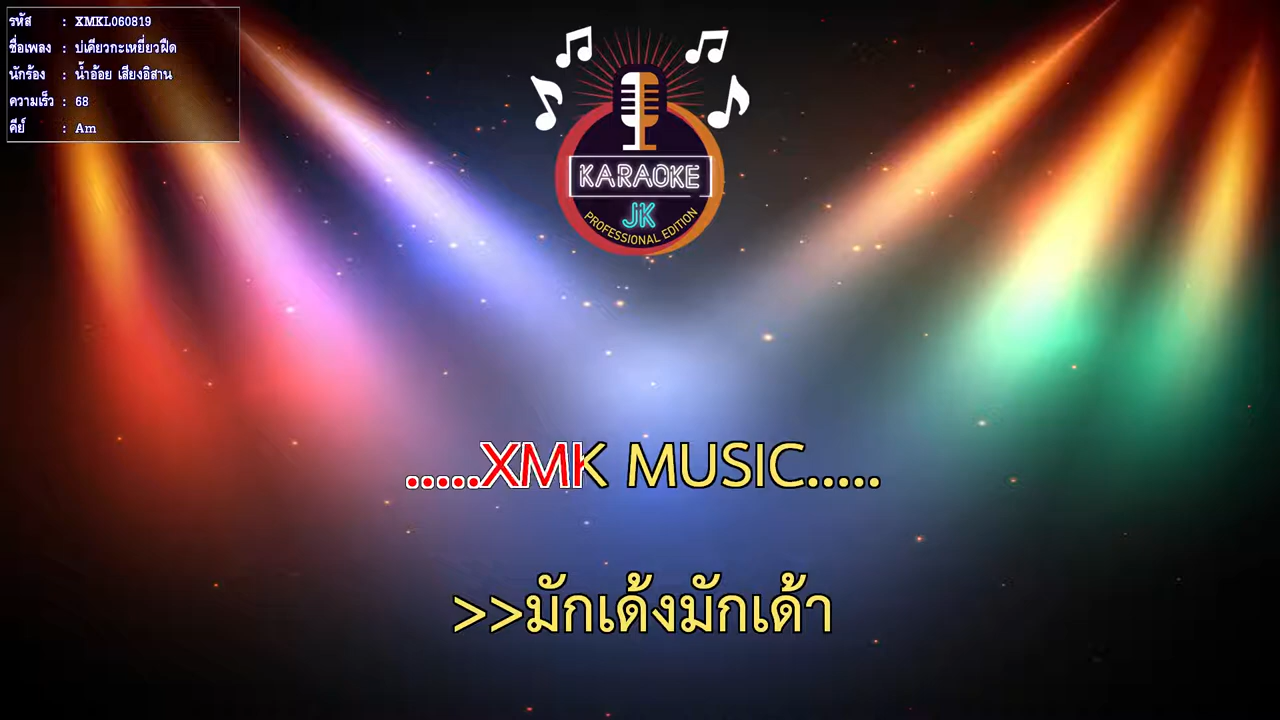 รหัส : XMKL060819
ชื่อเพลง : บ่เคียวกะเหยี่ยวฝืด
นักร้อง : น้ำอ้อย เสียงอิสาน
ความเร็ว : 68
คีย์ : Am
KARAOKE
JK
PROFESSIONAL EDITION
.....XMK MUSIC.....
>>มักเด้งมักเด้า